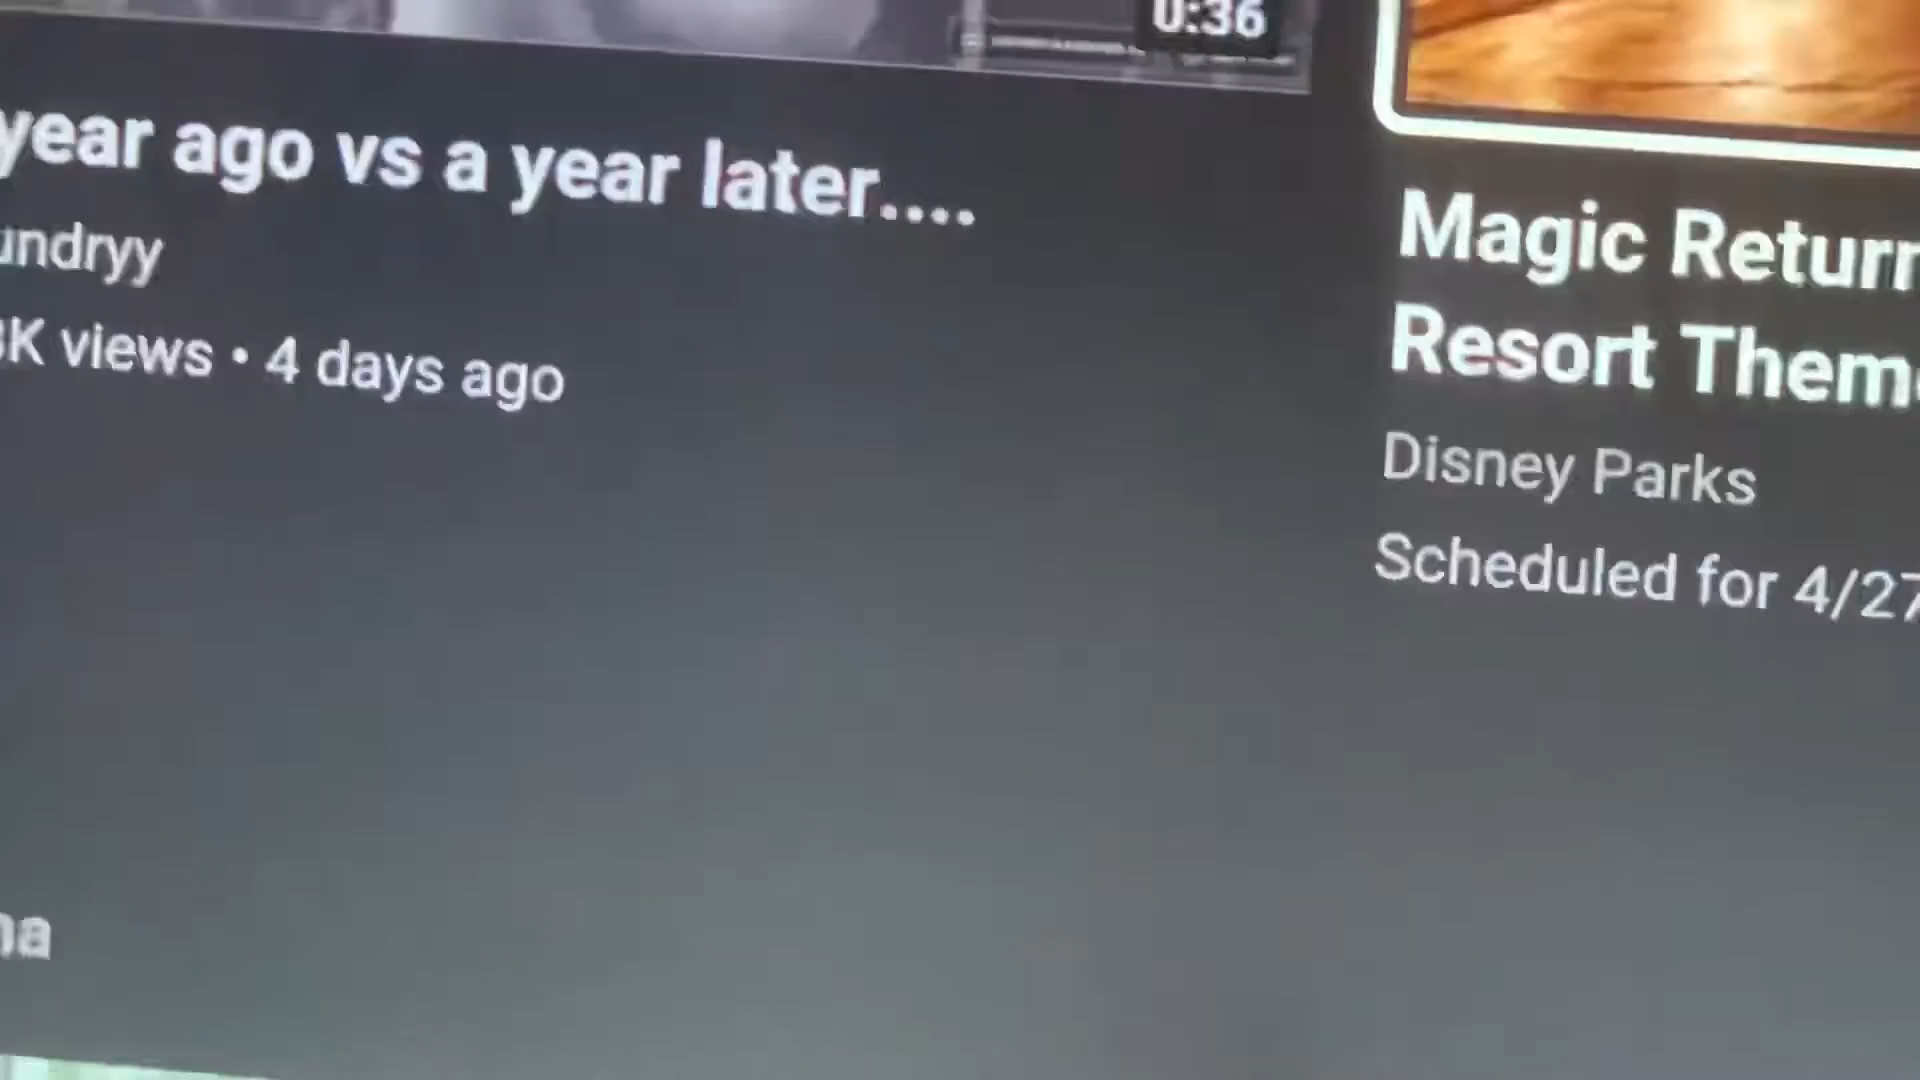 0:36
year ago vs a year later....
undryy
K views • 4 days ago
Magic Return
Resort Them
Disney Parks
Scheduled for 4/27
na